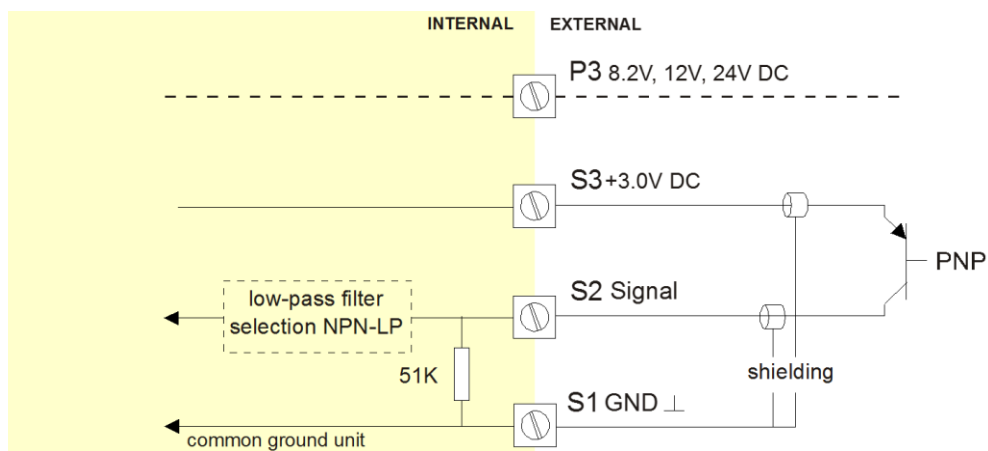 INTERNAL EXTERNAL
P3 8.2V, 12V, 24V DC
S3 +3.0V DC
PNP
S2 Signal
low-pass filter
selection NPN-LP
51K
shielding
S1 GND ⊥
common ground unit